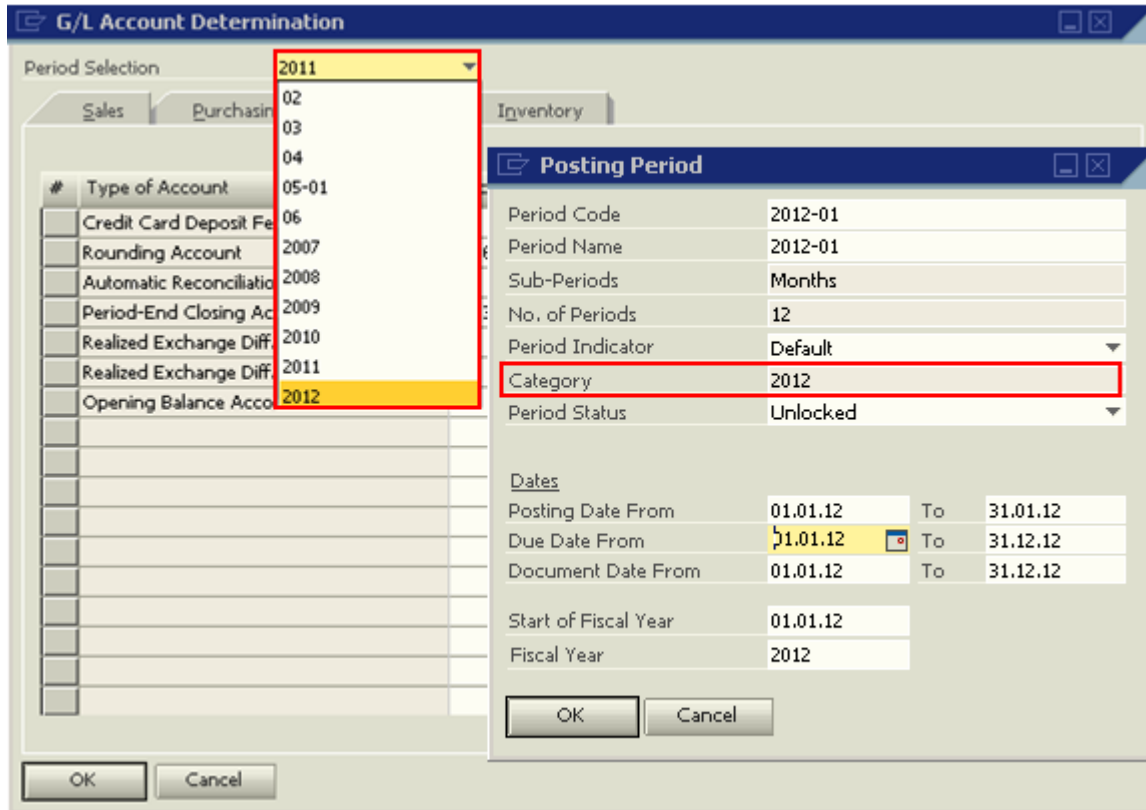 G/L Account Determination
Period Selection 2011
02
03
04
05-01
06
2007
2008
2009
2010
2011
2012
Sales Purchasin Inventory
# Type of Account
Credit Card Deposit Fe
Rounding Account
Automatic Reconciliatio
Period-End Closing Ac
Realized Exchange Diff.
Realized Exchange Diff.
Opening Balance Acco
OK Cancel
Posting Period
Period Code 2012-01
Period Name 2012-01
Sub-Periods Months
No. of Periods 12
Period Indicator Default
Category 2012
Period Status Unlocked
Dates
Posting Date From 01.01.12 To 31.01.12
Due Date From 01.01.12 To 31.12.12
Document Date From 01.01.12 To 31.12.12
Start of Fiscal Year 01.01.12
Fiscal Year 2012
OK Cancel